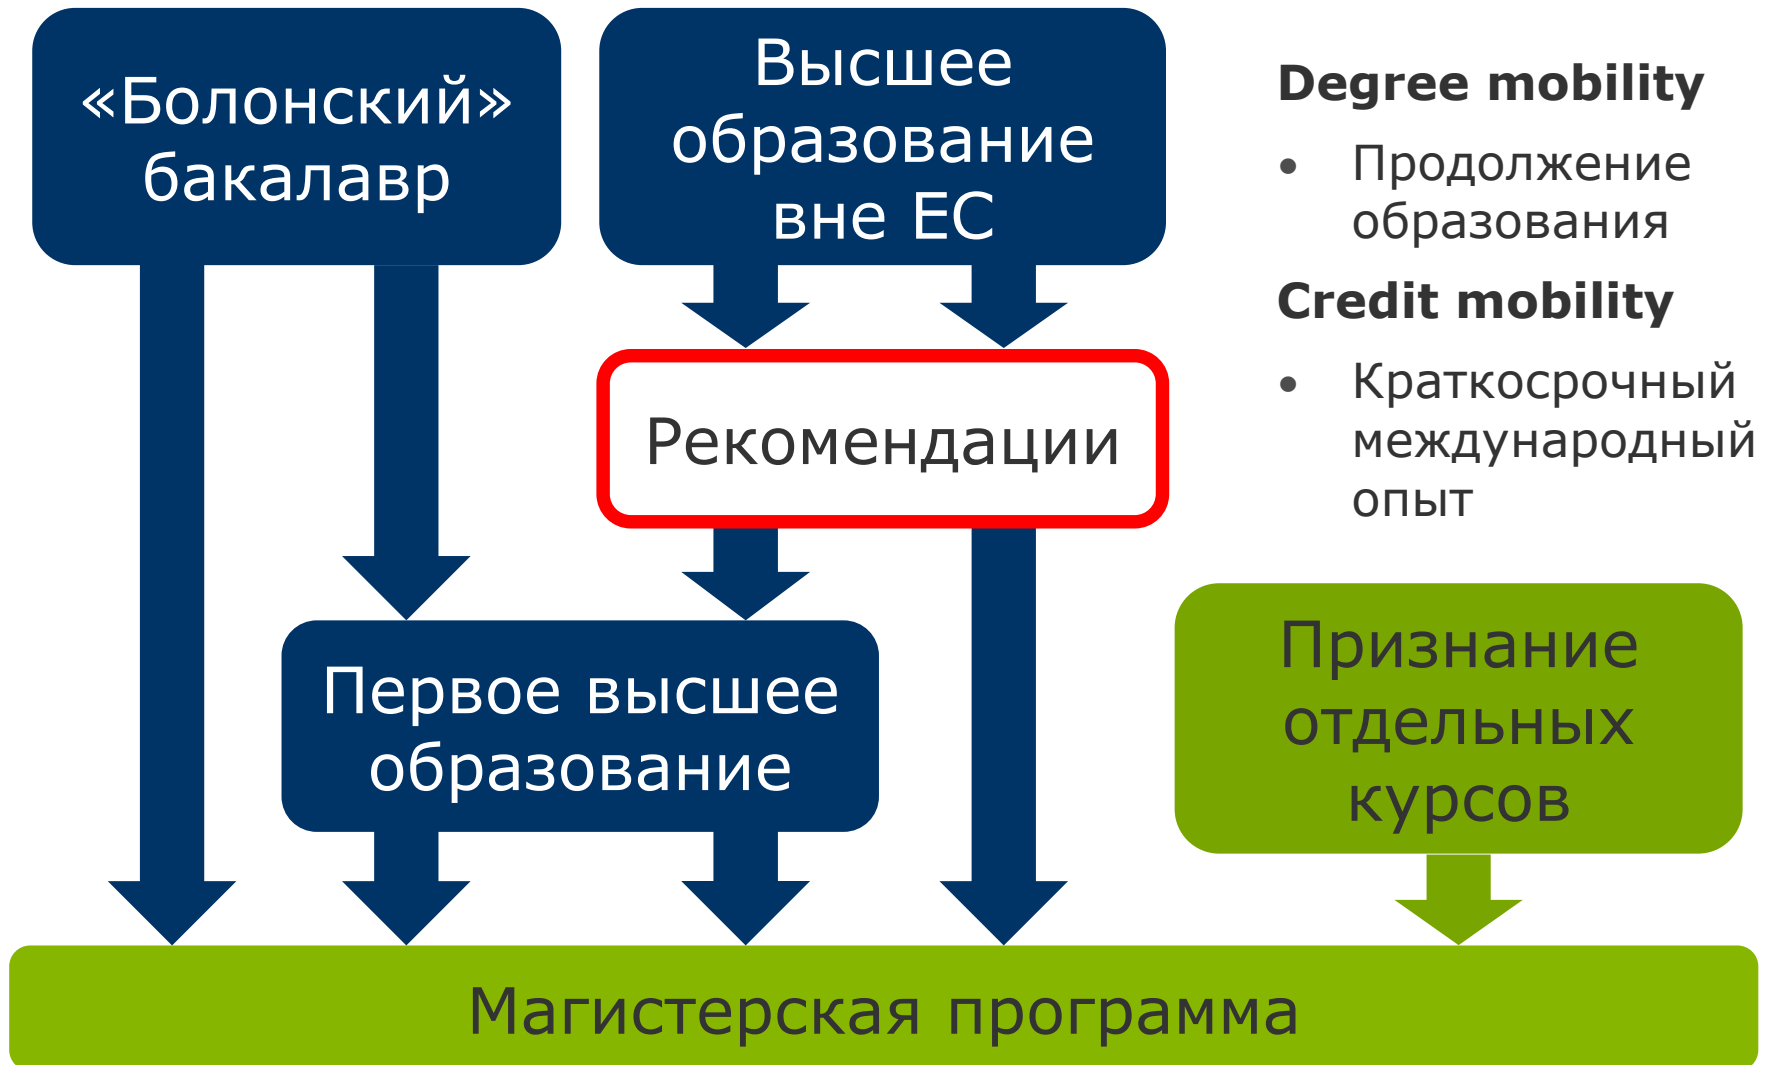 «Болонский»
бакалавр
Высшее
образование
вне ЕС
Degree mobility
• Продолжение
образования
Credit mobility
• Краткосрочный
международный
опыт
Рекомендации
Первое высшее
образование
Признание
отдельных
курсов
Магистерская программа